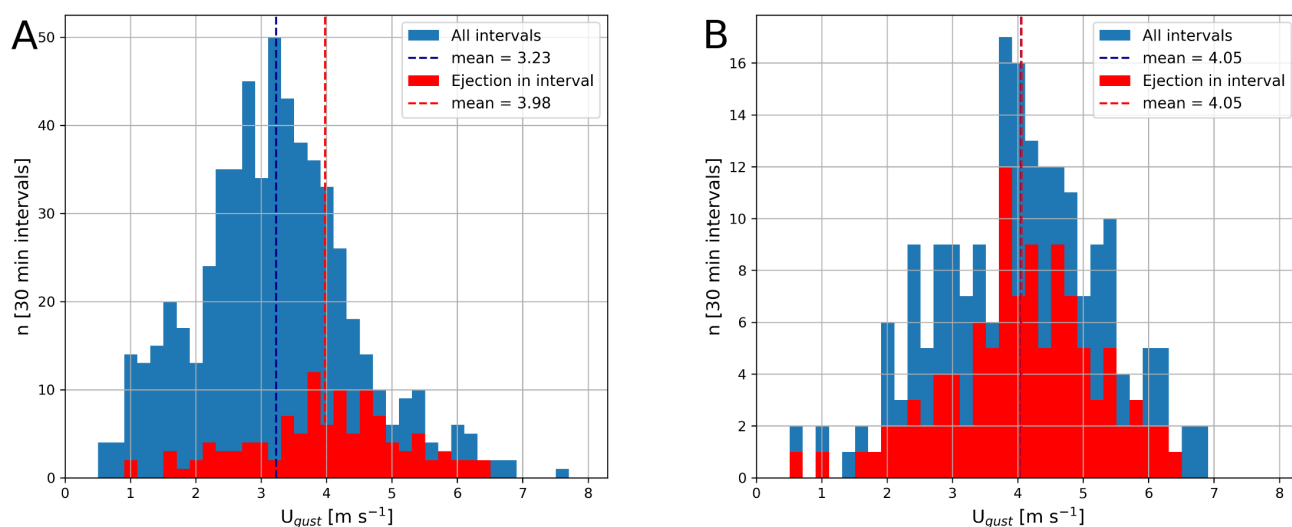 A
n [30 min intervals]
50
40
30
20
10
0
All intervals
mean = 3.23
Ejection in interval
mean = 3.98
0 1 2 3 4 5 6 7 8
U_gust [m s⁻¹]
B
n [30 min intervals]
16
14
12
10
8
6
4
2
0
All intervals
mean = 4.05
Ejection in interval
mean = 4.05
0 1 2 3 4 5 6 7 8
U_gust [m s⁻¹]